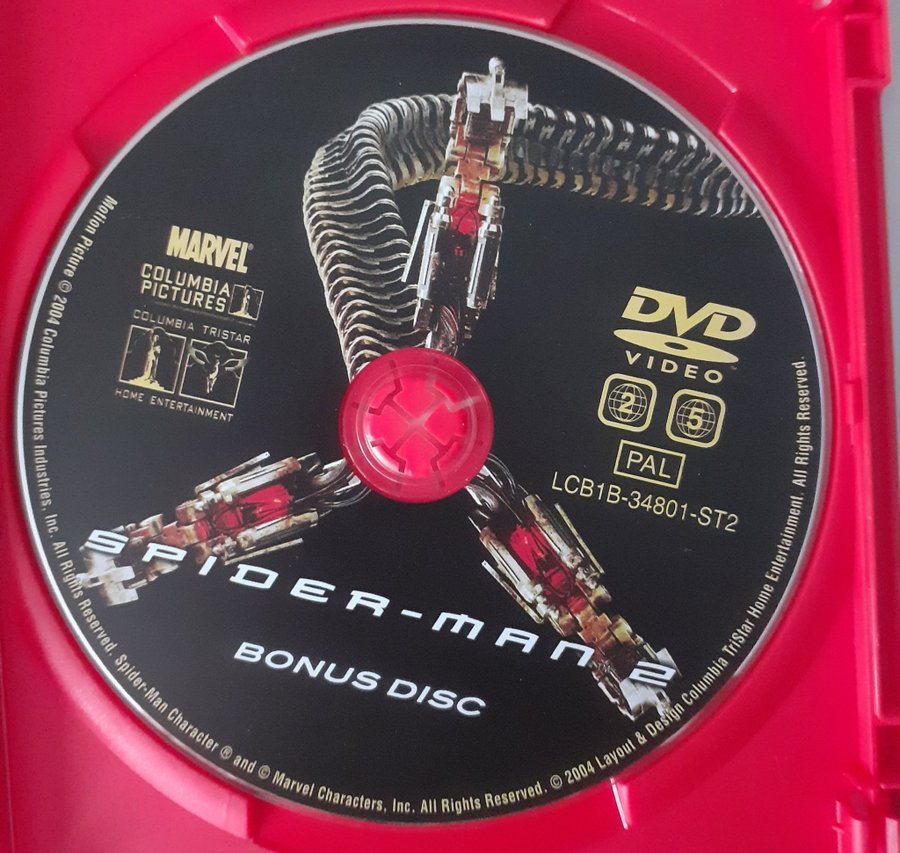 MARVEL®
COLUMBIA
PICTURES
COLUMBIA TRISTAR
HOME ENTERTAINMENT
DVD
VIDEO™
2 5
PAL
LCB1B-34801-ST2
SPIDER-MAN 2
BONUS DISC
Motion Picture © 2004 Columbia Pictures Industries, Inc. All Rights Reserved. Spider-Man Character ® and © Marvel Characters, Inc. All Rights Reserved. © 2004 Layout & Design Columbia TriStar Home Entertainment. All Rights Reserved.